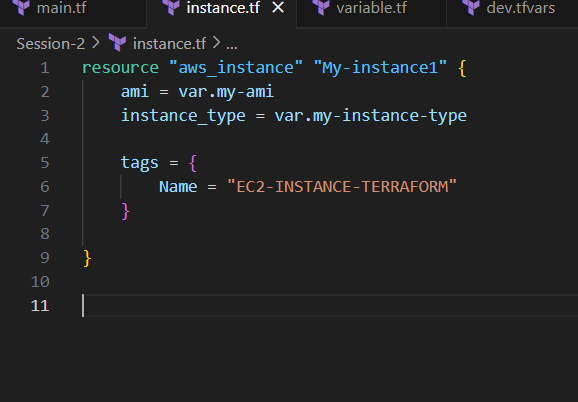 main.tf instance.tf × variable.tf dev.tfvars
Session-2 > instance.tf > ...
1 resource "aws_instance" "My-instance1" {
2 ami = var.my-ami
3 instance_type = var.my-instance-type
4
5 tags = {
6 Name = "EC2-INSTANCE-TERRAFORM"
7 }
8
9 }
10
11